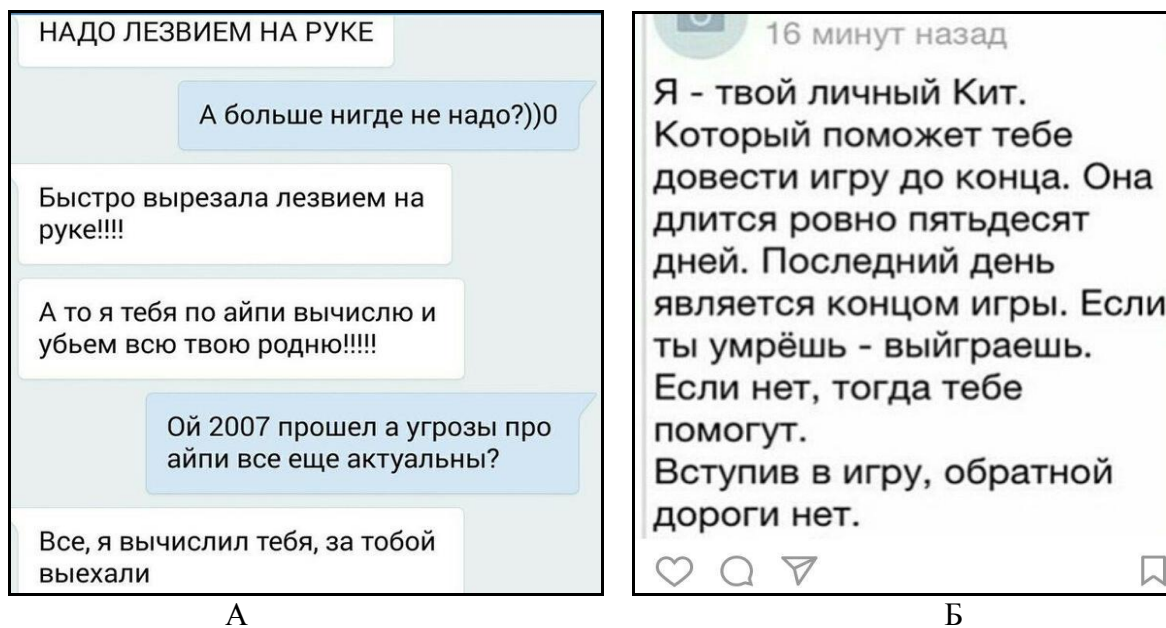 НАДО ЛЕЗВИЕМ НА РУКЕ
А больше нигде не надо?))0
Быстро вырезала лезвием на
руке!!!!
А то я тебя по айпи вычислю и
убьем всю твою родню!!!!!
Ой 2007 прошел а угрозы про
айпи все еще актуальны?
Все, я вычислил тебя, за тобой
выехали
А
16 минут назад
Я - твой личный Кит.
Который поможет тебе
довести игру до конца. Она
длится ровно пятьдесят
дней. Последний день
является концом игры. Если
ты умрёшь - выйграешь.
Если нет, тогда тебе
помогут.
Вступив в игру, обратной
дороги нет.
Б